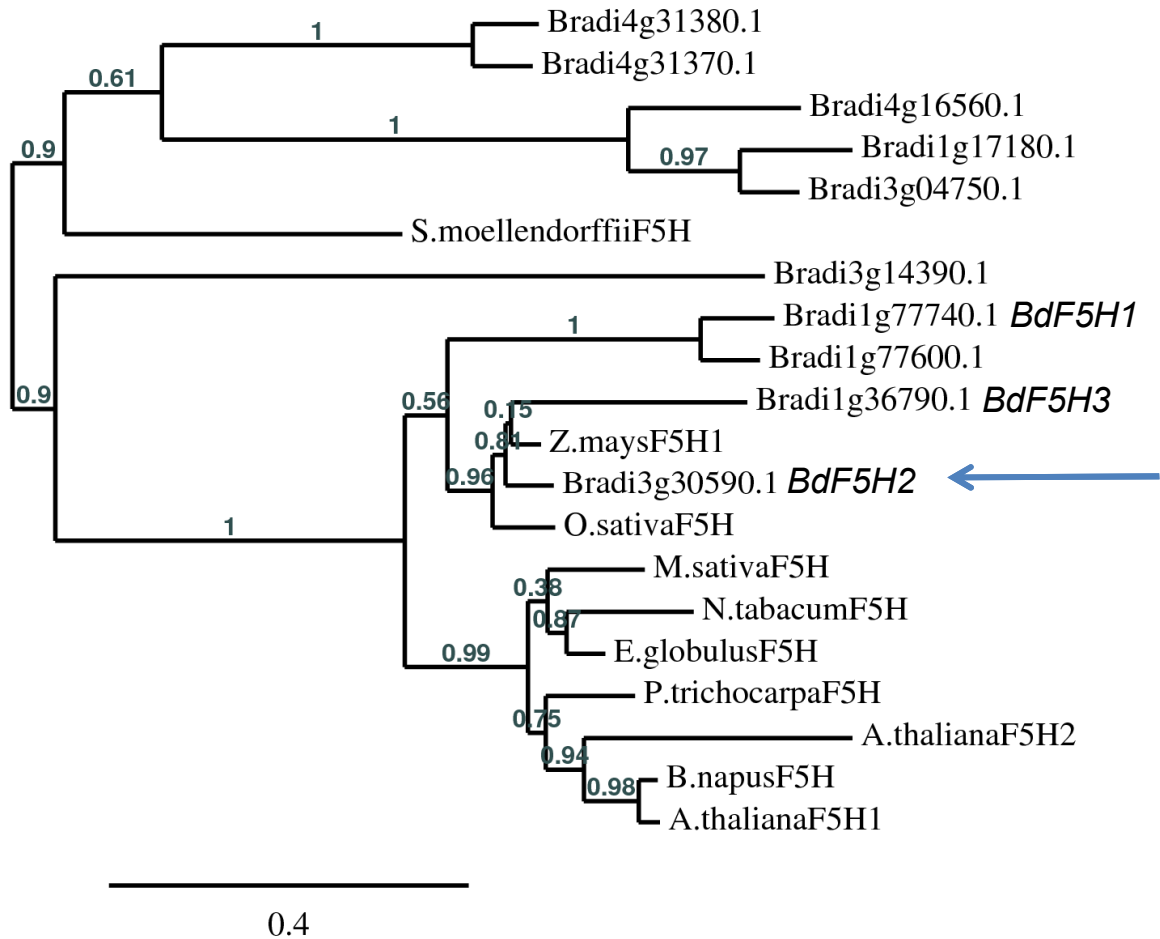 Bradi4g31380.1
1
Bradi4g31370.1
0.61
Bradi4g16560.1
1
Bradi1g17180.1
0.97
0.9
Bradi3g04750.1
S.moellendorffiiF5H
Bradi3g14390.1
Bradi1g77740.1 BdF5H1
1
Bradi1g77600.1
0.9
0.56
Bradi1g36790.1 BdF5H3
0.15
Z.maysF5H1
0.81
0.96
Bradi3g30590.1 BdF5H2
O.sativaF5H
1
M.sativaF5H
0.38
N.tabacumF5H
0.87
E.globulusF5H
0.99
P.trichocarpaF5H
0.75
A.thalianaF5H2
0.94
B.napusF5H
0.98
A.thalianaF5H1
0.4